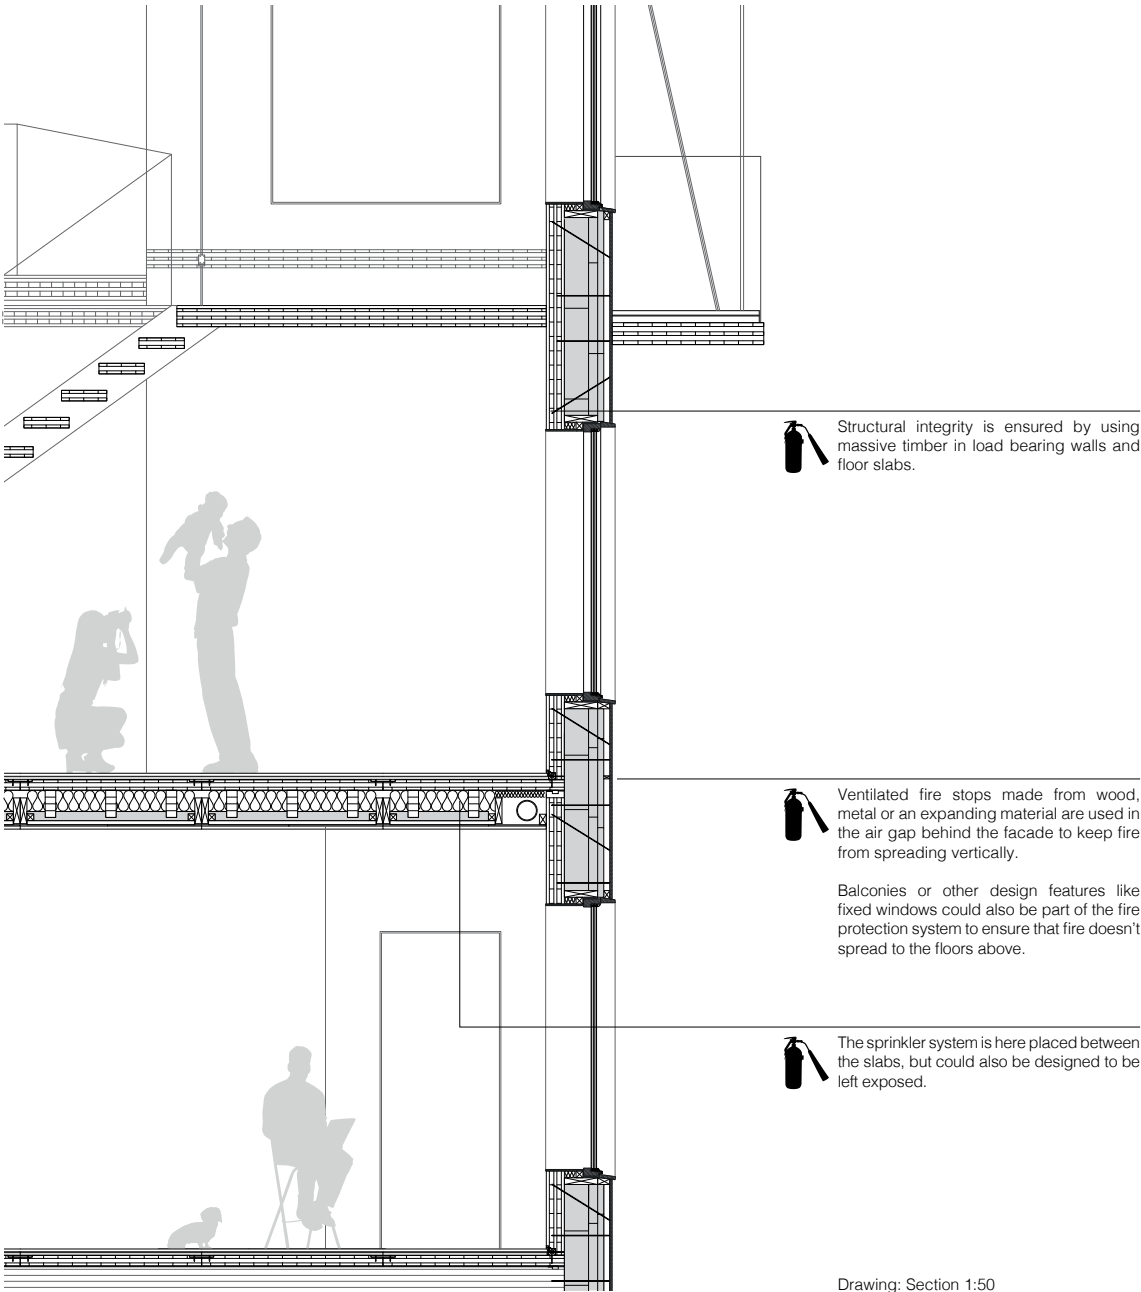 Structural integrity is ensured by using
massive timber in load bearing walls and
floor slabs.
Ventilated fire stops made from wood,
metal or an expanding material are used in
the air gap behind the facade to keep fire
from spreading vertically.
Balconies or other design features like
fixed windows could also be part of the fire
protection system to ensure that fire doesn't
spread to the floors above.
The sprinkler system is here placed between
the slabs, but could also be designed to be
left exposed.
Drawing: Section 1:50